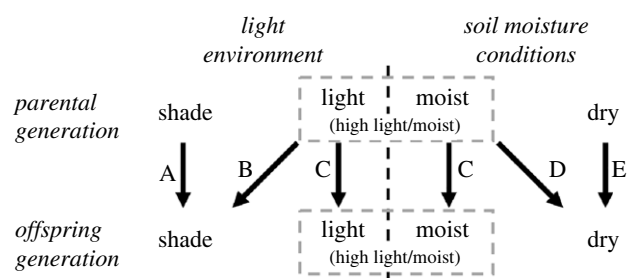 light environment
soil moisture conditions
parental generation
shade
light
moist
(high light/moist)
dry
A
B
C
C
D
E
offspring generation
shade
light
moist
(high light/moist)
dry